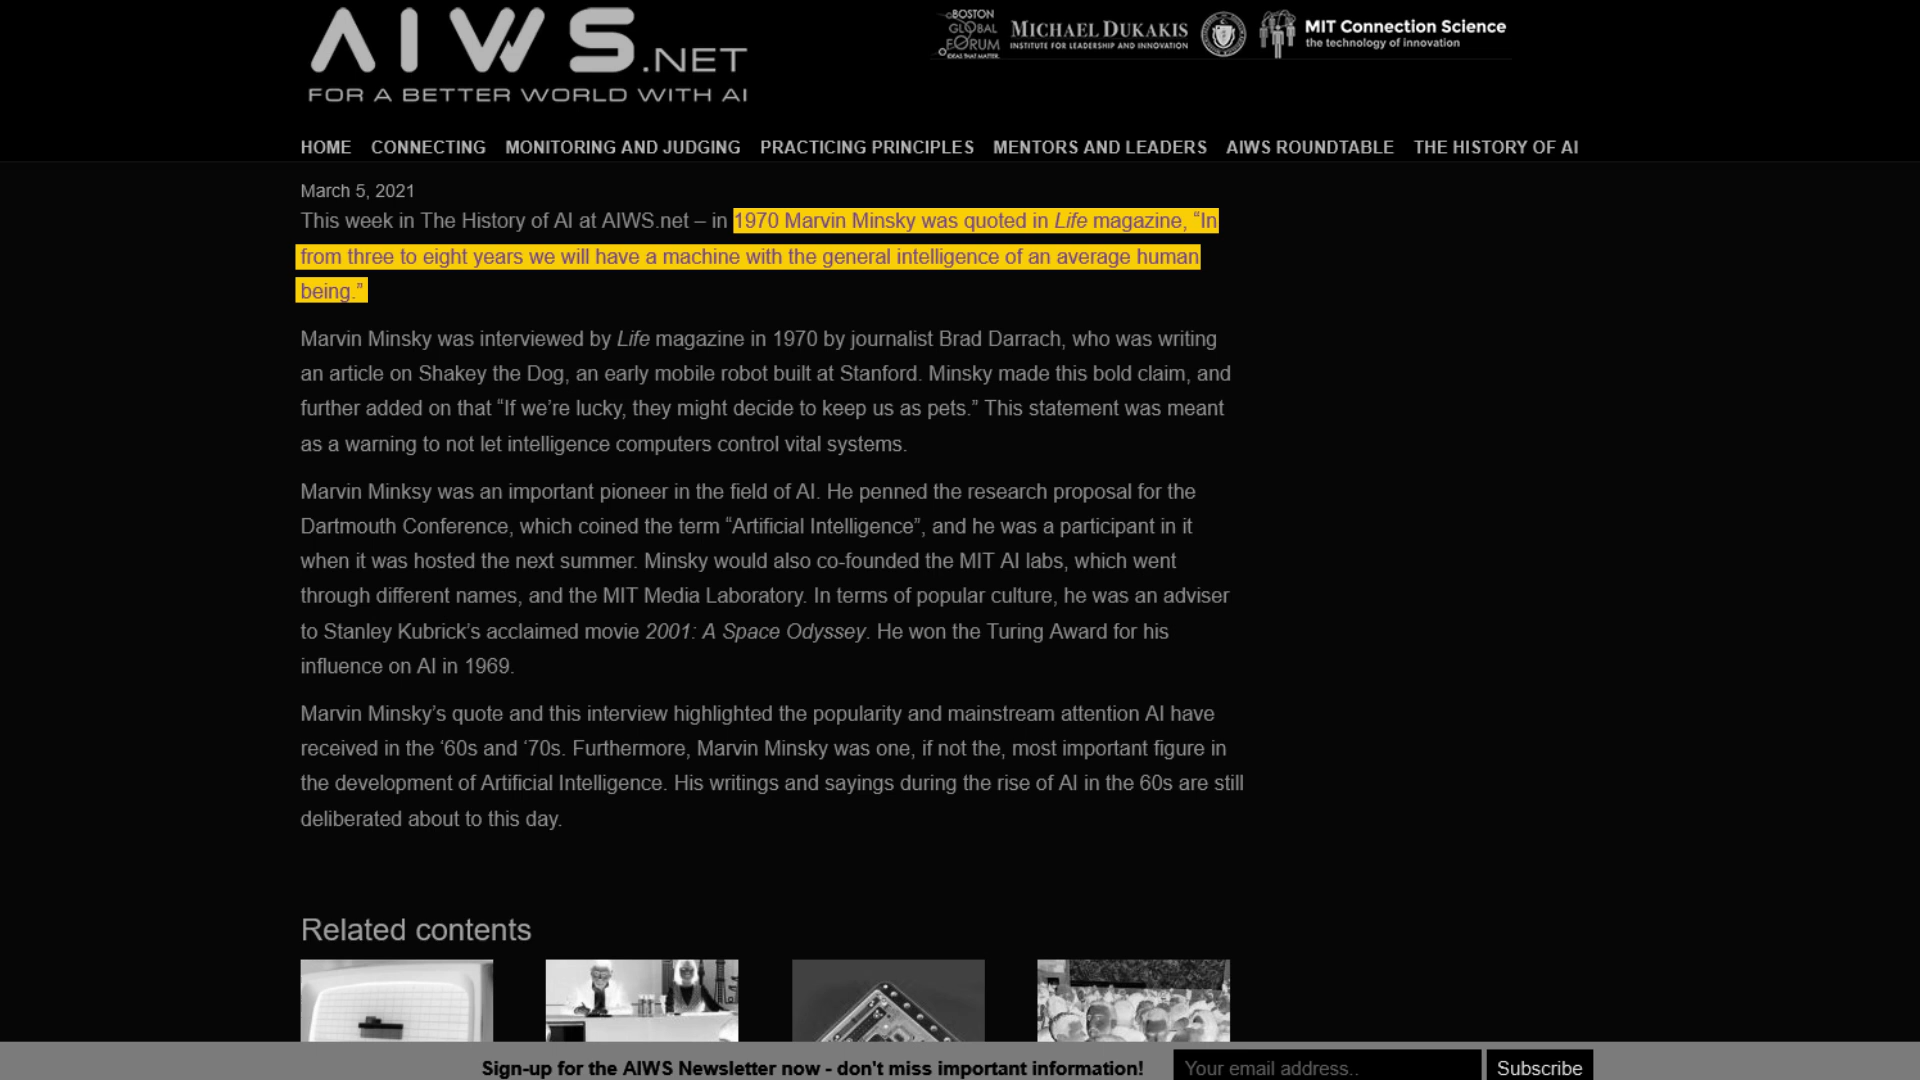 AIWS.NET
FOR A BETTER WORLD WITH AI
BOSTON
GLOBAL
FORUM
IDEAS THAT MATTER
MICHAEL DUKAKIS
INSTITUTE FOR LEADERSHIP AND INNOVATION
MIT Connection Science
the technology of innovation
HOME CONNECTING MONITORING AND JUDGING PRACTICING PRINCIPLES MENTORS AND LEADERS AIWS ROUNDTABLE THE HISTORY OF AI
March 5, 2021
This week in The History of AI at AIWS.net – in 1970 Marvin Minsky was quoted in Life magazine, “In
from three to eight years we will have a machine with the general intelligence of an average human
being.”
Marvin Minsky was interviewed by Life magazine in 1970 by journalist Brad Darrach, who was writing
an article on Shakey the Dog, an early mobile robot built at Stanford. Minsky made this bold claim, and
further added on that “If we’re lucky, they might decide to keep us as pets.” This statement was meant
as a warning to not let intelligence computers control vital systems.
Marvin Minksy was an important pioneer in the field of AI. He penned the research proposal for the
Dartmouth Conference, which coined the term “Artificial Intelligence”, and he was a participant in it
when it was hosted the next summer. Minsky would also co-founded the MIT AI labs, which went
through different names, and the MIT Media Laboratory. In terms of popular culture, he was an adviser
to Stanley Kubrick’s acclaimed movie 2001: A Space Odyssey. He won the Turing Award for his
influence on AI in 1969.
Marvin Minsky’s quote and this interview highlighted the popularity and mainstream attention AI have
received in the ‘60s and ‘70s. Furthermore, Marvin Minsky was one, if not the, most important figure in
the development of Artificial Intelligence. His writings and sayings during the rise of AI in the 60s are still
deliberated about to this day.
Related contents
Sign-up for the AIWS Newsletter now - don't miss important information! Your email address.. Subscribe